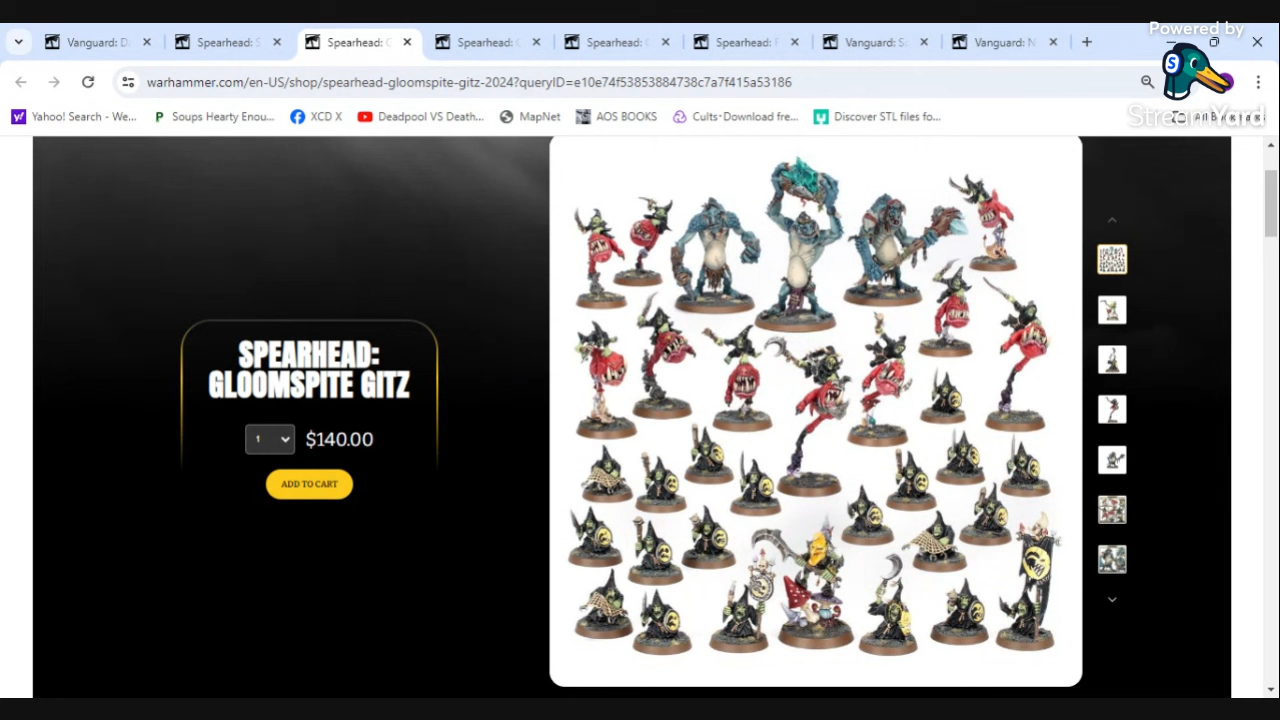 Powered by
Vanguard: D
Spearhead: S
Spearhead: G
Spearhead:
Spearhead:
Spearhead: F
Vanguard: S
Vanguard: N
warhammer.com/en-US/shop/spearhead-gloomspite-gitz-2024?queryID=e10e74f53853884738c7a7f415a53186
Yahoo! Search - We...
Soups Hearty Enou...
XCD X
Deadpool VS Death...
MapNet
AOS BOOKS
Cults·Download fre...
Discover STL files fo...
StreamYard
SPEARHEAD:
GLOOMSPITE GITZ
1
$140.00
ADD TO CART